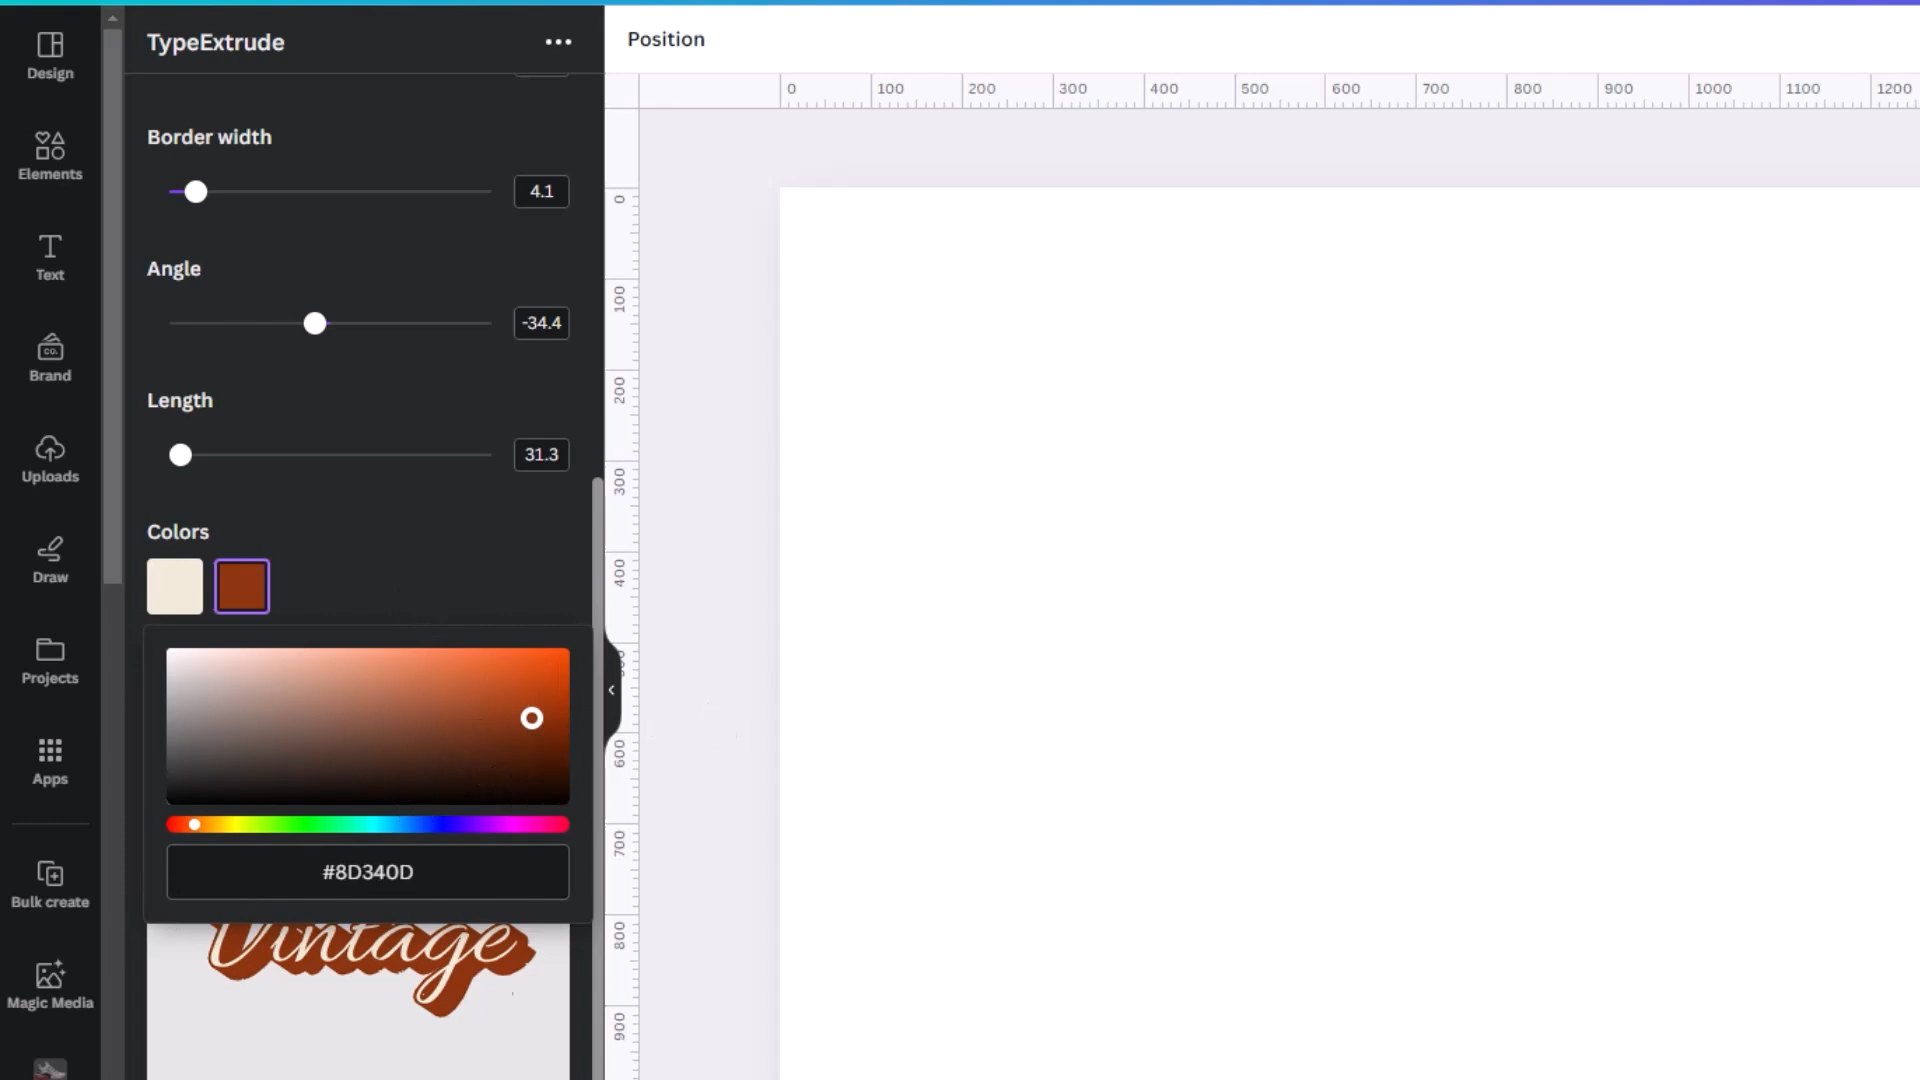 TypeExtrude
Position
Design
Elements
Text
Brand
CO.
Uploads
Draw
Projects
Apps
Bulk create
Magic Media
Border width
4.1
Angle
-34.4
Length
31.3
Colors
#8D340D
Vintage
0 100 200 300 400 500 600 700 800 900 1000 1100 1200
0
100
200
300
400
600
700
800
900